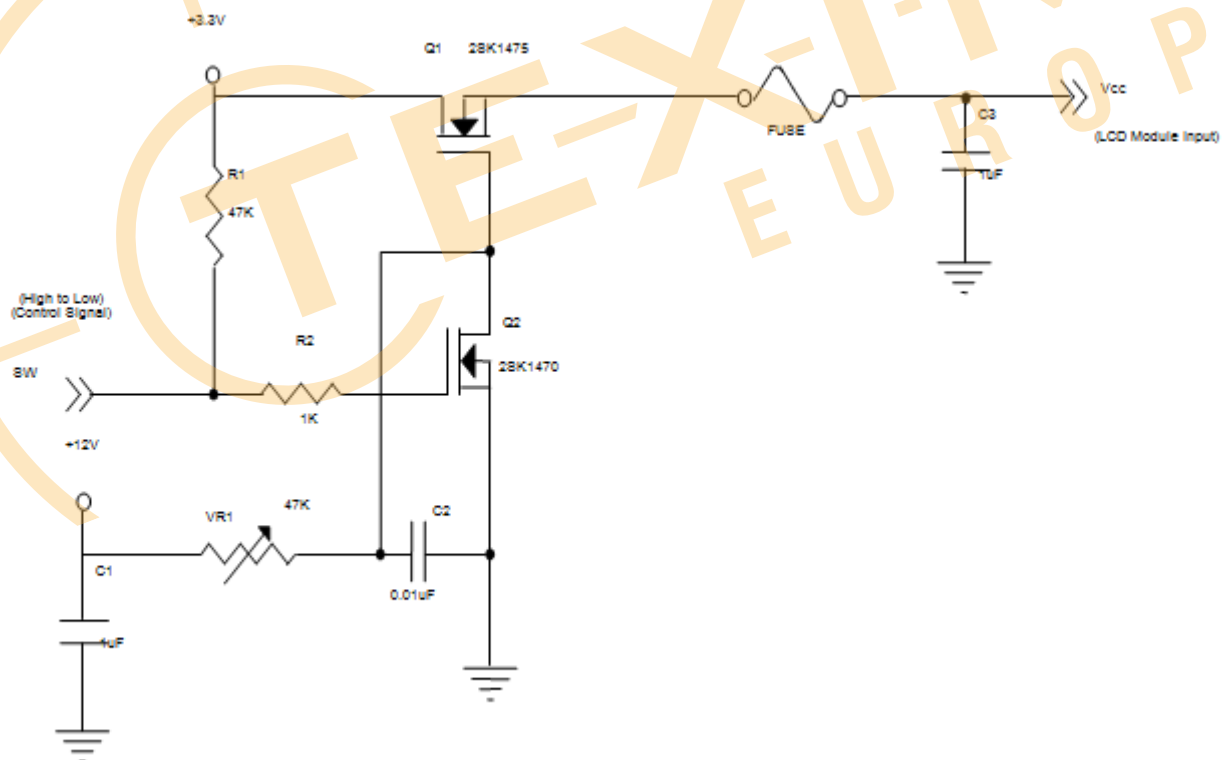 +3.3V
Q1 2SK1475
Vcc
C3
FUSE
(LCD Module Input)
1uF
R1
47K
(High to Low)
(Control Signal)
Q2
R2
2SK1470
SW
1K
+12V
47K
C2
VR1
C1
0.01uF
1uF
EUROP